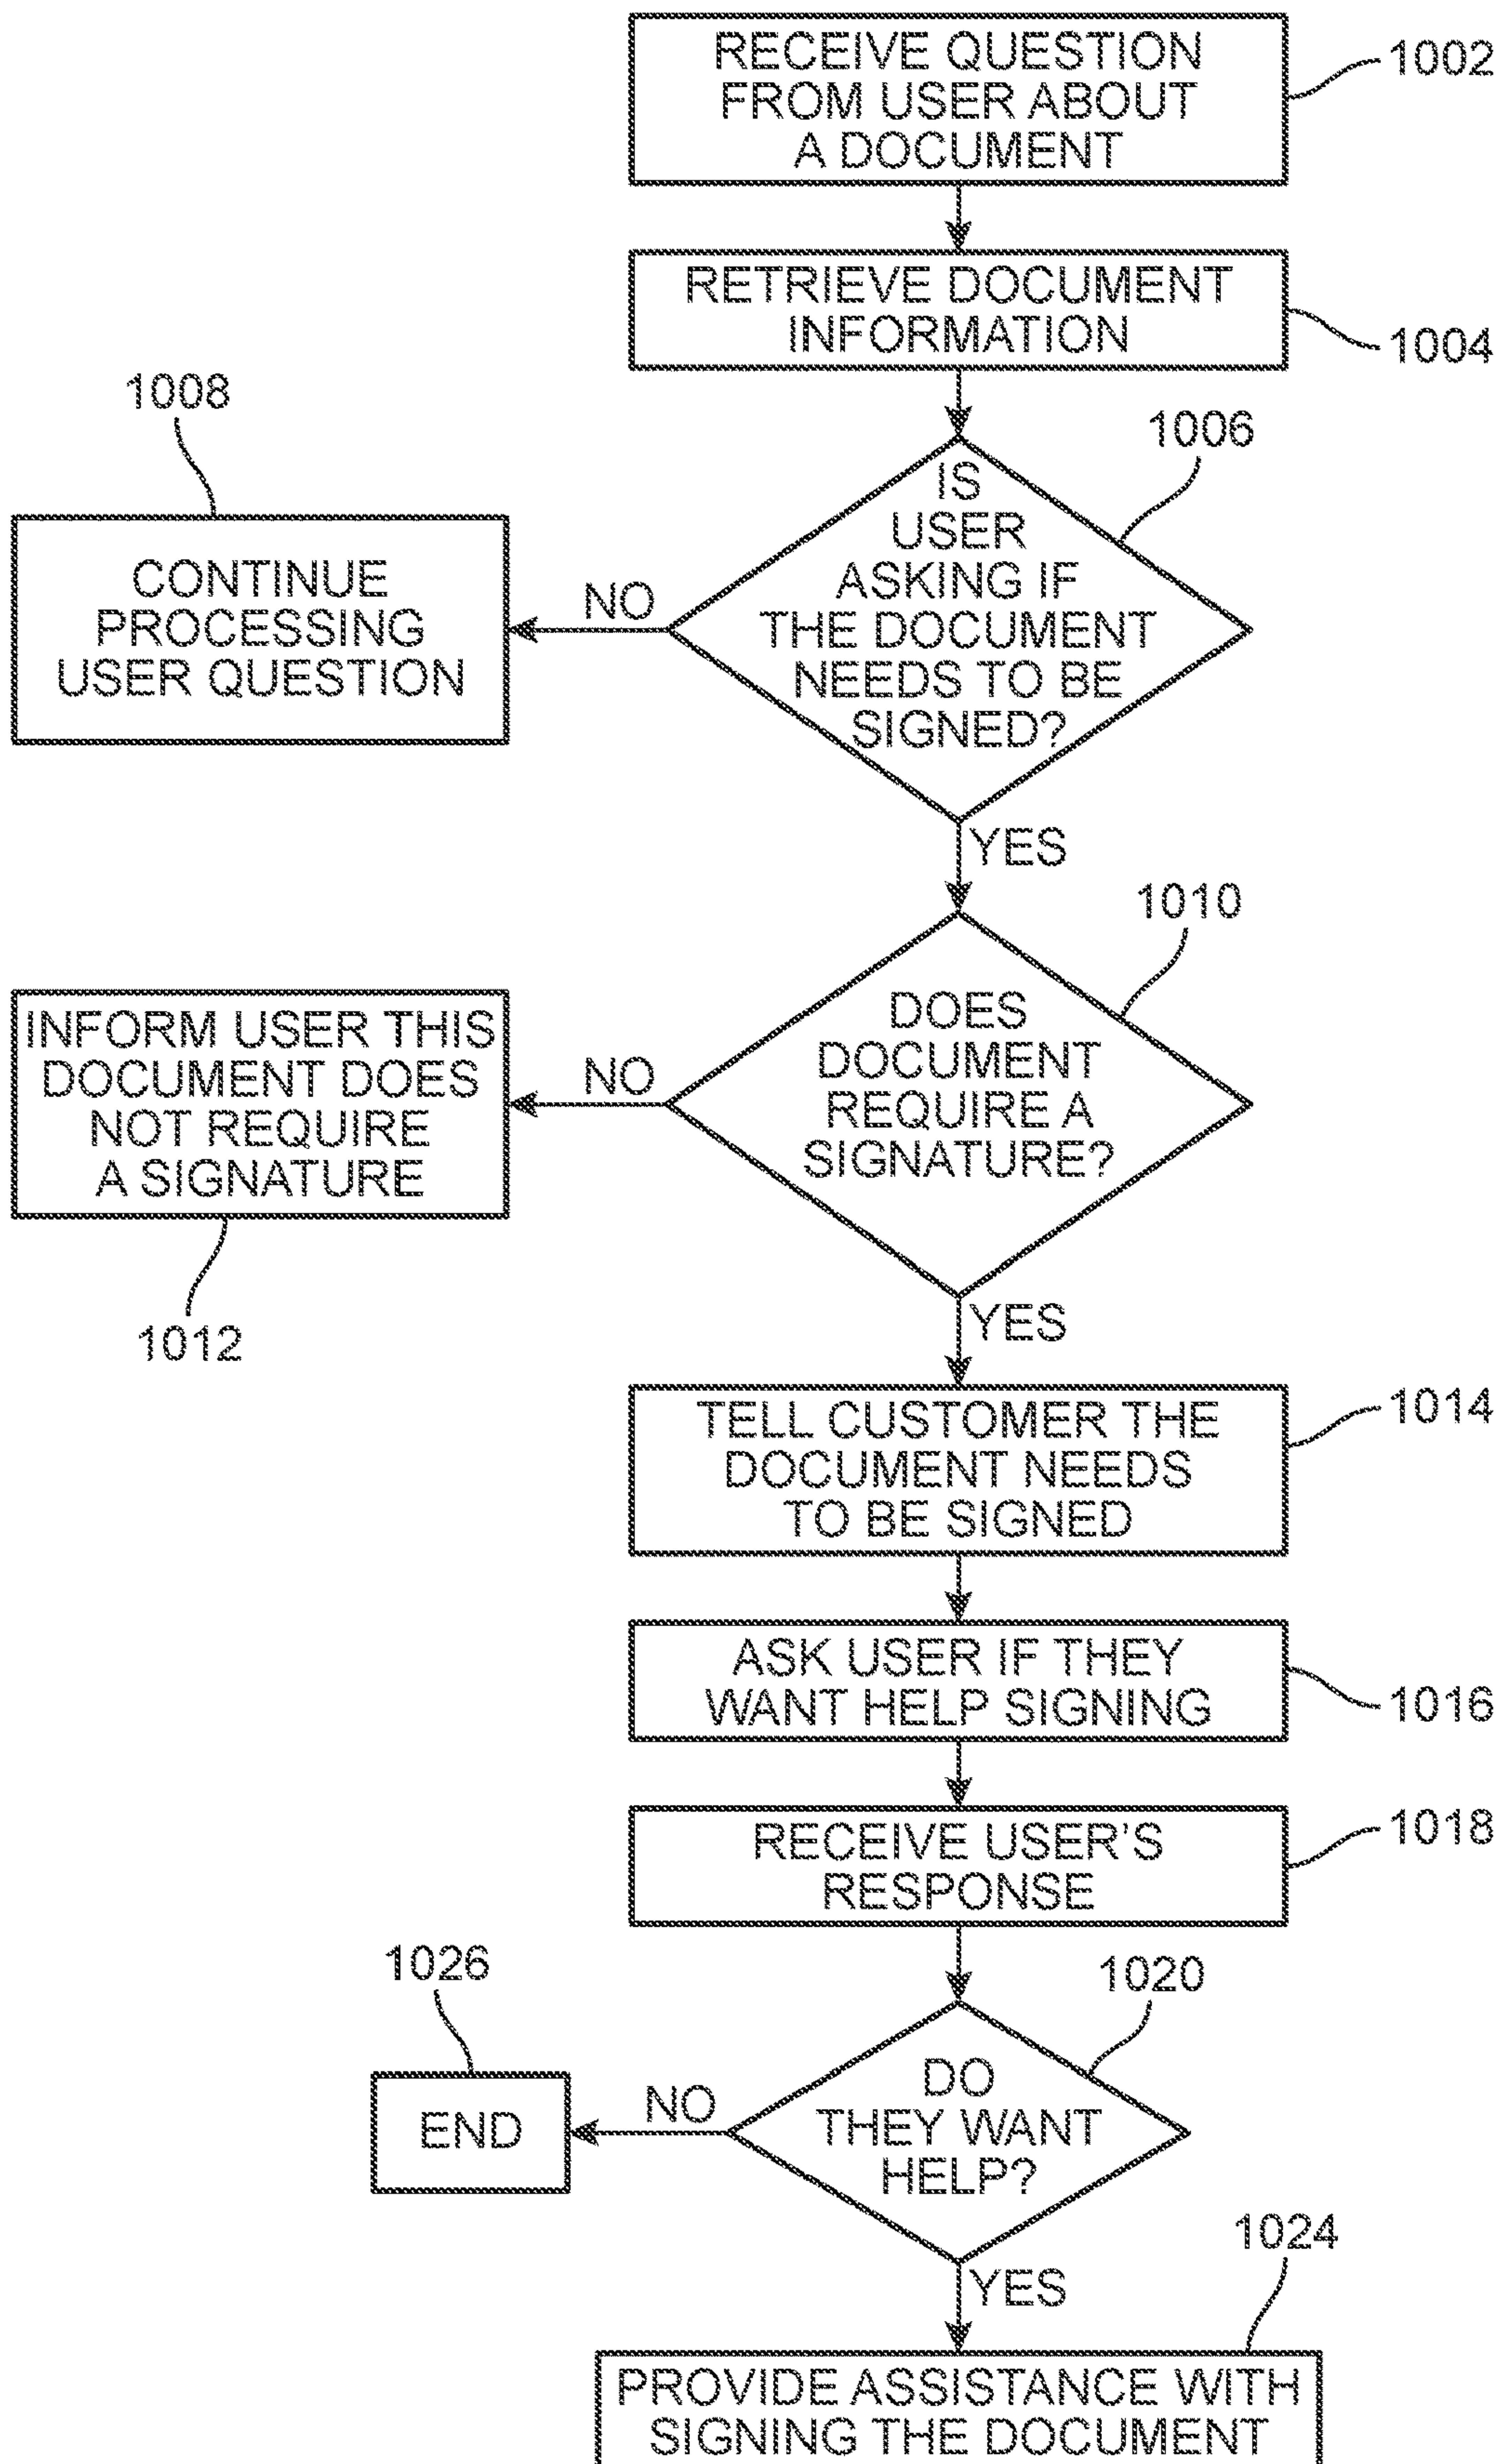 RECEIVE QUESTION
FROM USER ABOUT
A DOCUMENT
1002
RETRIEVE DOCUMENT
INFORMATION
1004
1006
IS
USER
ASKING IF
THE DOCUMENT
NEEDS TO BE
SIGNED?
NO
1008
CONTINUE
PROCESSING
USER QUESTION
YES
1010
DOES
DOCUMENT
REQUIRE A
SIGNATURE?
NO
INFORM USER THIS
DOCUMENT DOES
NOT REQUIRE
A SIGNATURE
1012
YES
TELL CUSTOMER THE
DOCUMENT NEEDS
TO BE SIGNED
1014
ASK USER IF THEY
WANT HELP SIGNING
1016
RECEIVE USER'S
RESPONSE
1018
1020
DO
THEY WANT
HELP?
NO
1026
END
YES
1024
PROVIDE ASSISTANCE WITH
SIGNING THE DOCUMENT